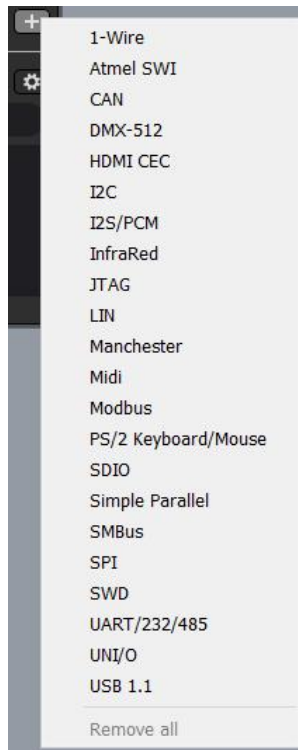 1-Wire
Atmel SWI
CAN
DMX-512
HDMI CEC
I2C
I2S/PCM
InfraRed
JTAG
LIN
Manchester
Midi
Modbus
PS/2 Keyboard/Mouse
SDIO
Simple Parallel
SMBus
SPI
SWD
UART/232/485
UNI/O
USB 1.1
Remove all